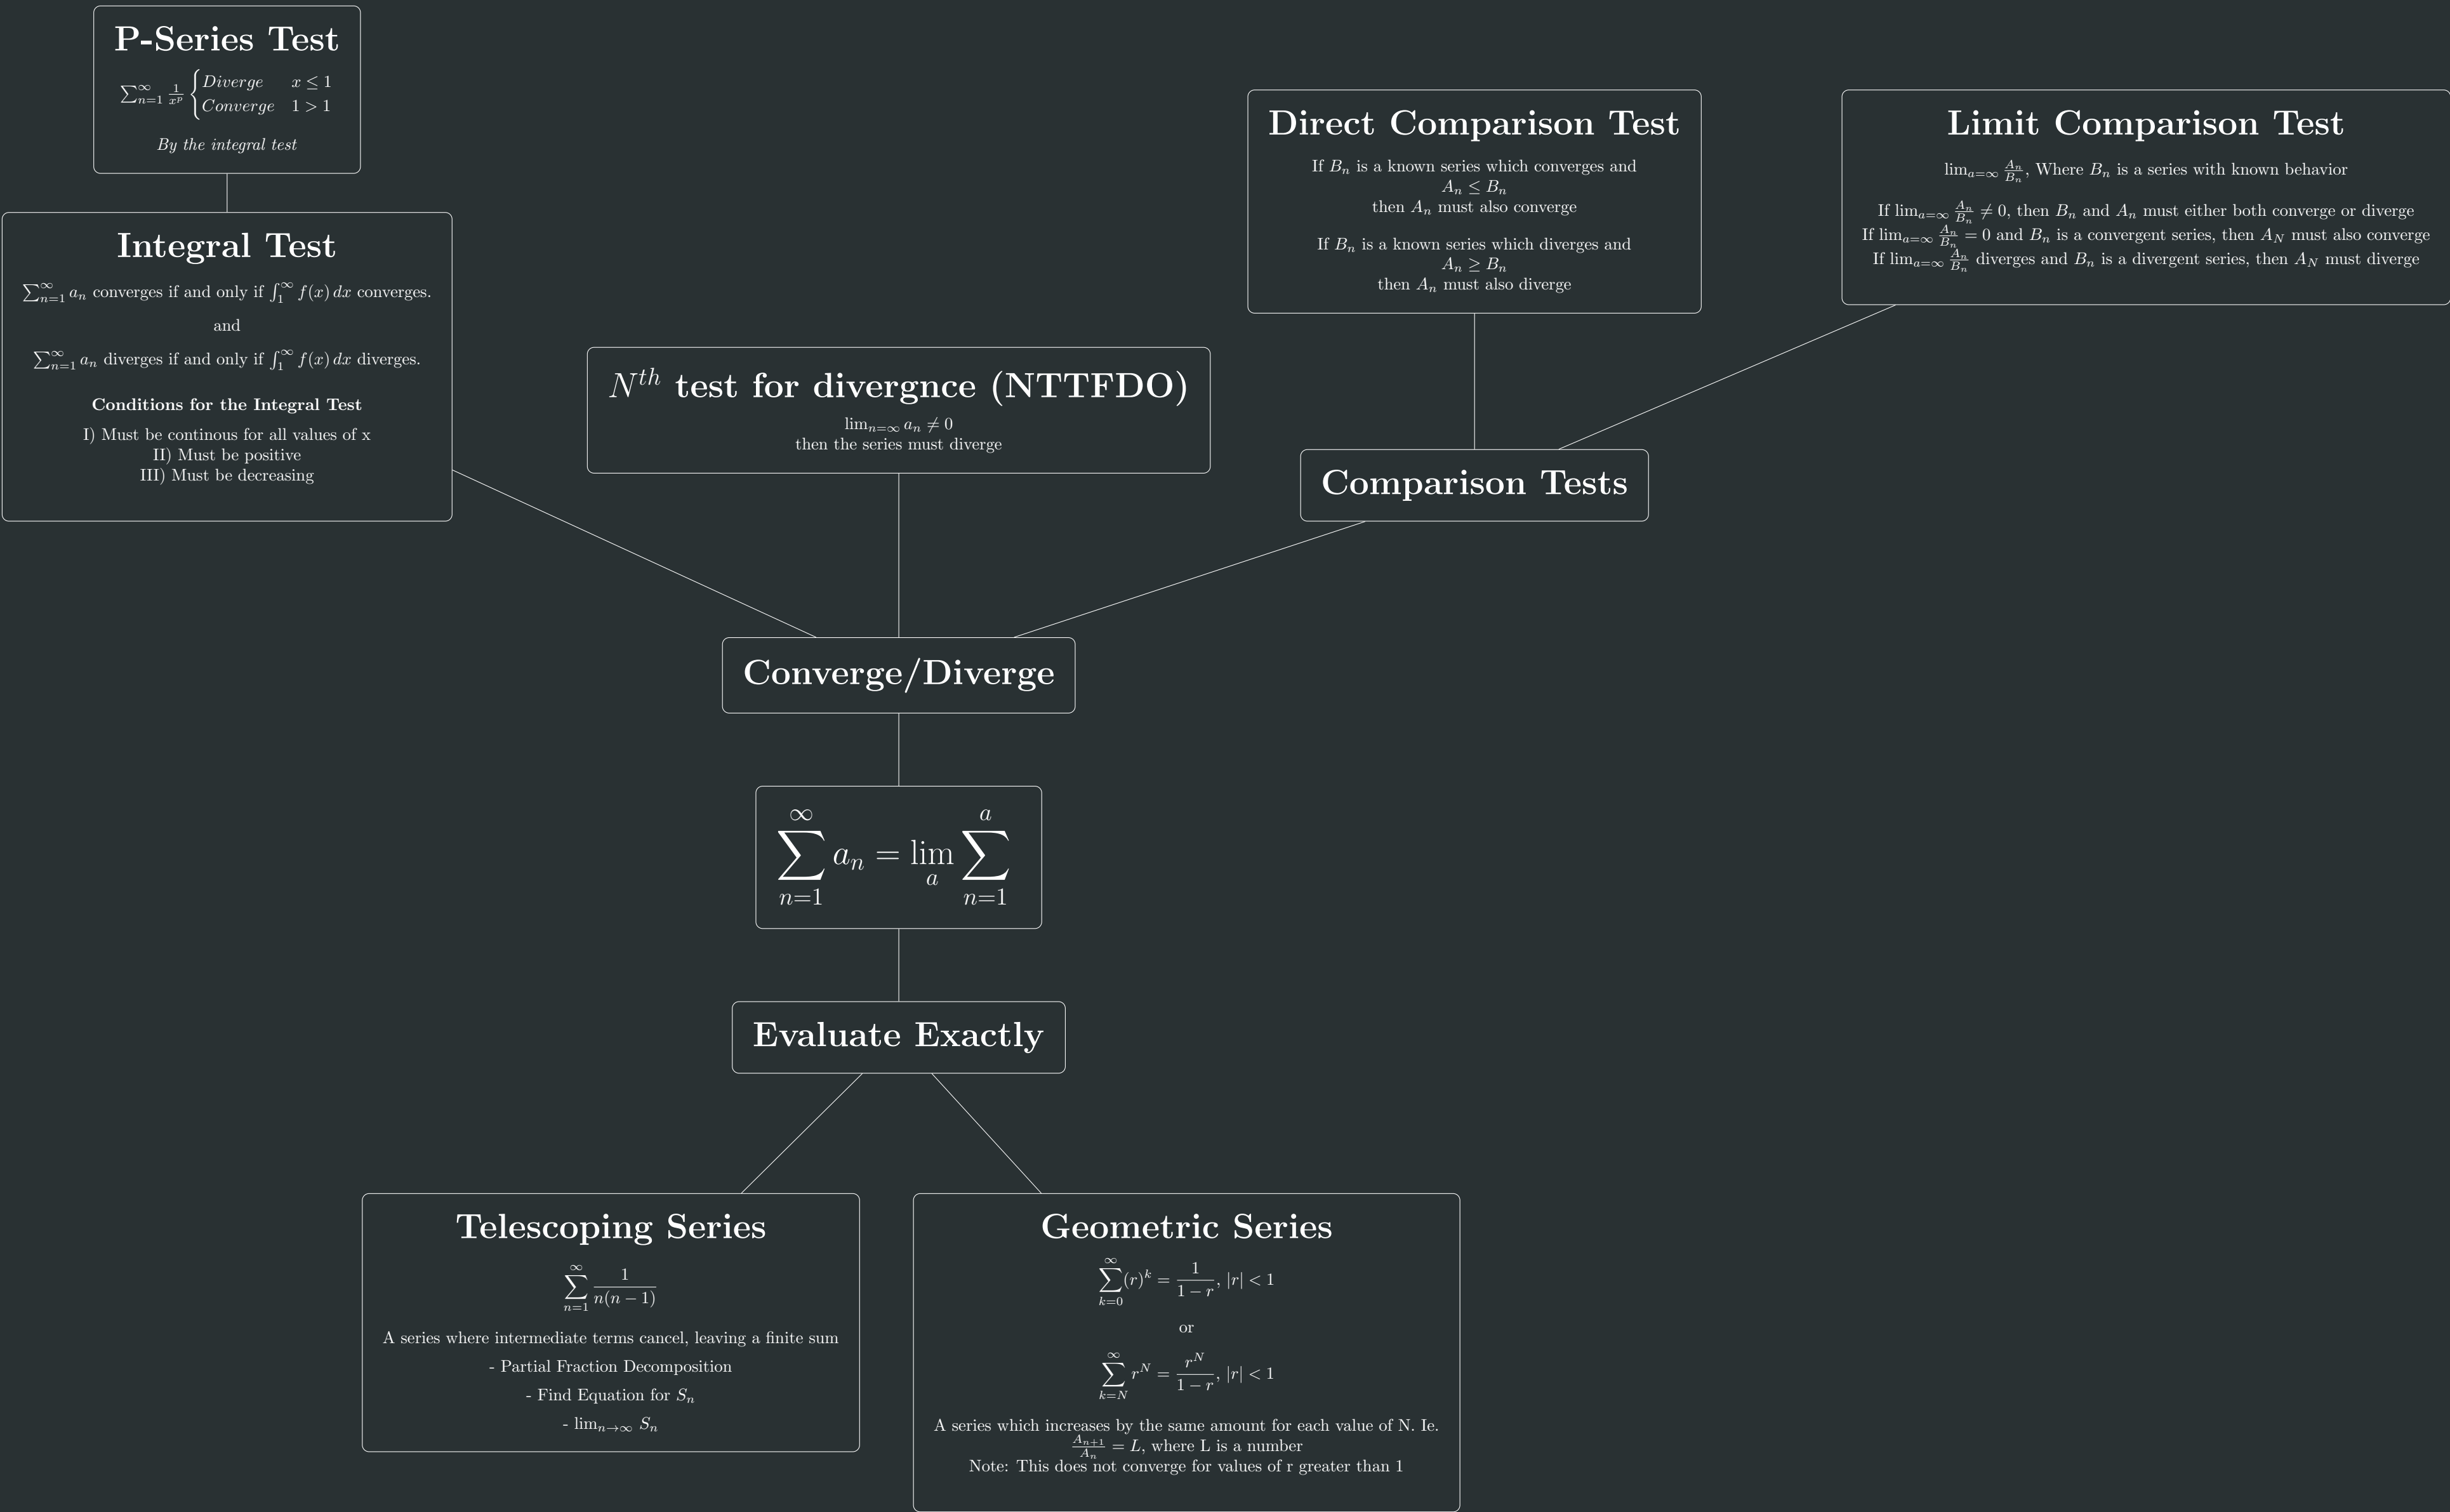 P-Series Test
∑_{n=1}^{∞} \frac{1}{x^p} { Diverge x ≤ 1
Converge 1 > 1
By the integral test
Integral Test
∑_{n=1}^{∞} a_n converges if and only if ∫_1^∞ f(x) dx converges.
and
∑_{n=1}^{∞} a_n diverges if and only if ∫_1^∞ f(x) dx diverges.
Conditions for the Integral Test
I) Must be continous for all values of x
II) Must be positive
III) Must be decreasing
N^{th} test for divergnce (NTTFDO)
lim_{n=∞} a_n ≠ 0
then the series must diverge
Direct Comparison Test
If B_n is a known series which converges and
A_n ≤ B_n
then A_n must also converge
If B_n is a known series which diverges and
A_n ≥ B_n
then A_n must also diverge
Limit Comparison Test
lim_{a=∞} \frac{A_n}{B_n}, Where B_n is a series with known behavior
If lim_{a=∞} \frac{A_n}{B_n} ≠ 0, then B_n and A_n must either both converge or diverge
If lim_{a=∞} \frac{A_n}{B_n} = 0 and B_n is a convergent series, then A_N must also converge
If lim_{a=∞} \frac{A_n}{B_n} diverges and B_n is a divergent series, then A_N must diverge
Comparison Tests
Converge/Diverge
∑_{n=1}^{∞} a_n = lim_{a} ∑_{n=1}^{a}
Evaluate Exactly
Telescoping Series
∑_{n=1}^{∞} \frac{1}{n(n − 1)}
A series where intermediate terms cancel, leaving a finite sum
- Partial Fraction Decomposition
- Find Equation for S_n
- lim_{n→∞} S_n
Geometric Series
∑_{k=0}^{∞} (r)^k = \frac{1}{1 − r}, |r| < 1
or
∑_{k=N}^{∞} r^N = \frac{r^N}{1 − r}, |r| < 1
A series which increases by the same amount for each value of N. Ie.
\frac{A_{n+1}}{A_n} = L, where L is a number
Note: This does not converge for values of r greater than 1